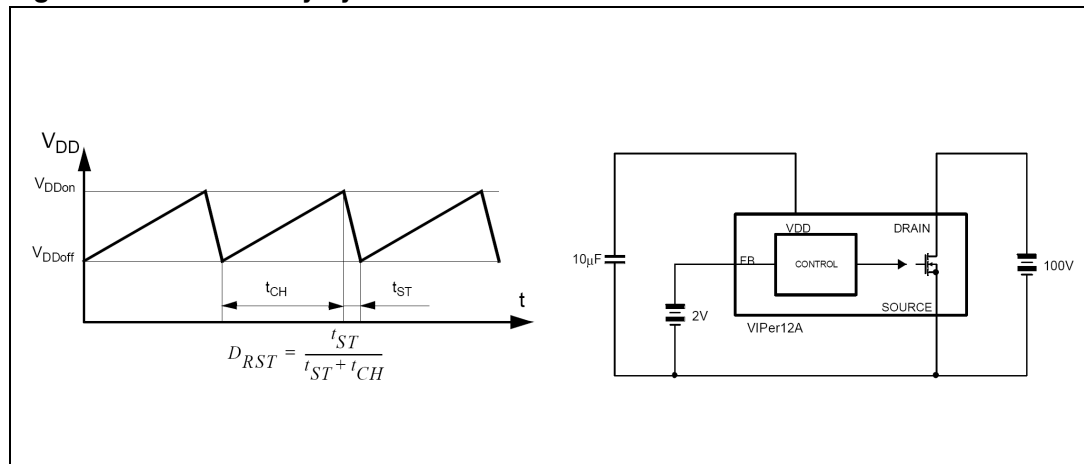 V_DD
V_DDon
V_DDoff
t_CH
t_ST
t
D_RST = t_ST / (t_ST + t_CH)
VDD
DRAIN
10μF
FB
CONTROL
100V
2V
SOURCE
VIPer12A